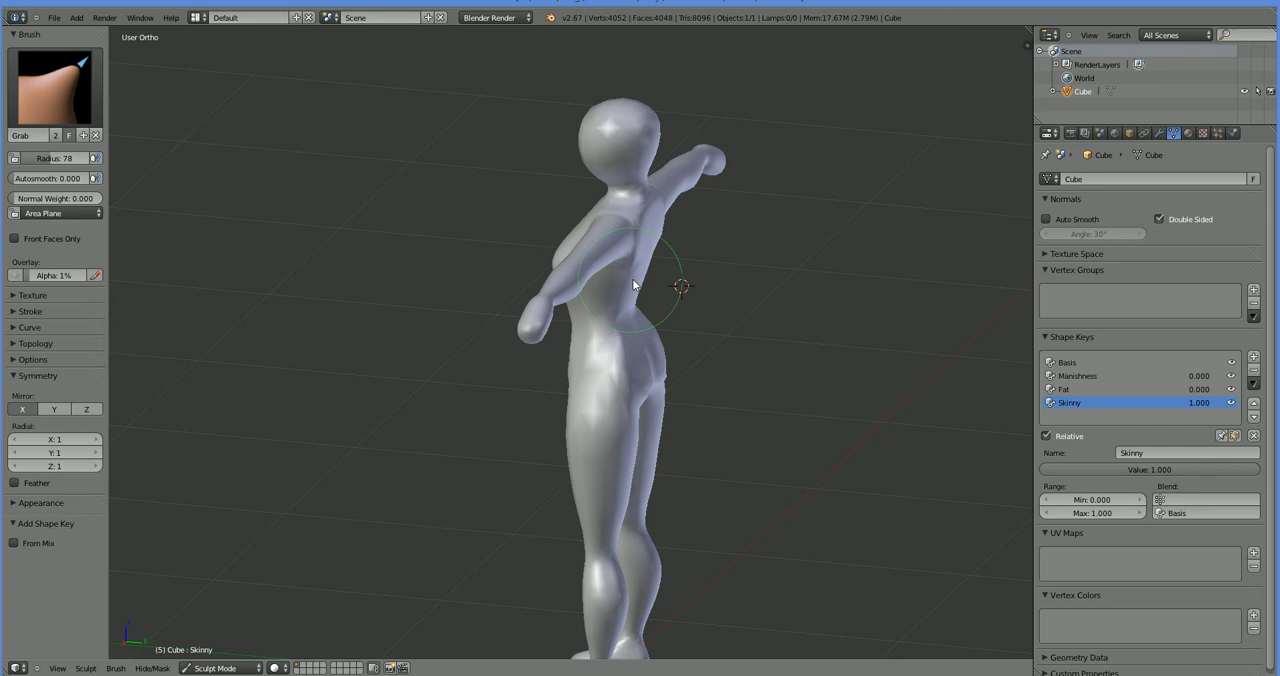 File Add Render Window Help Default Scene Blender Render v2.67 | Verts:4052 | Faces:4048 | Tris:8096 | Objects:1/1 | Lamps:0/0 | Mem:17.67M (2.79M) | Cube
Brush
Grab 2 F
Radius: 78
Autosmooth: 0.000
Normal Weight: 0.000
Area Plane
Front Faces Only
Overlay:
Alpha: 1%
Texture
Stroke
Curve
Topology
Options
Symmetry
Mirror:
X Y Z
Radial:
X: 1
Y: 1
Z: 1
Feather
Appearance
Add Shape Key
From Mix
User Ortho
(5) Cube : Skinny
View Sculpt Brush Hide/Mask Sculpt Mode
View Search All Scenes
Scene
RenderLayers |
World
Cube |
Cube Cube
Cube F
Normals
Auto Smooth Double Sided
Angle: 30°
Texture Space
Vertex Groups
Shape Keys
Basis
Manishness 0.000
Fat 0.000
Skinny 1.000
Relative
Name: Skinny
Value: 1.000
Range: Blend:
Min: 0.000
Max: 1.000 Basis
UV Maps
Vertex Colors
Geometry Data
Custom Properties